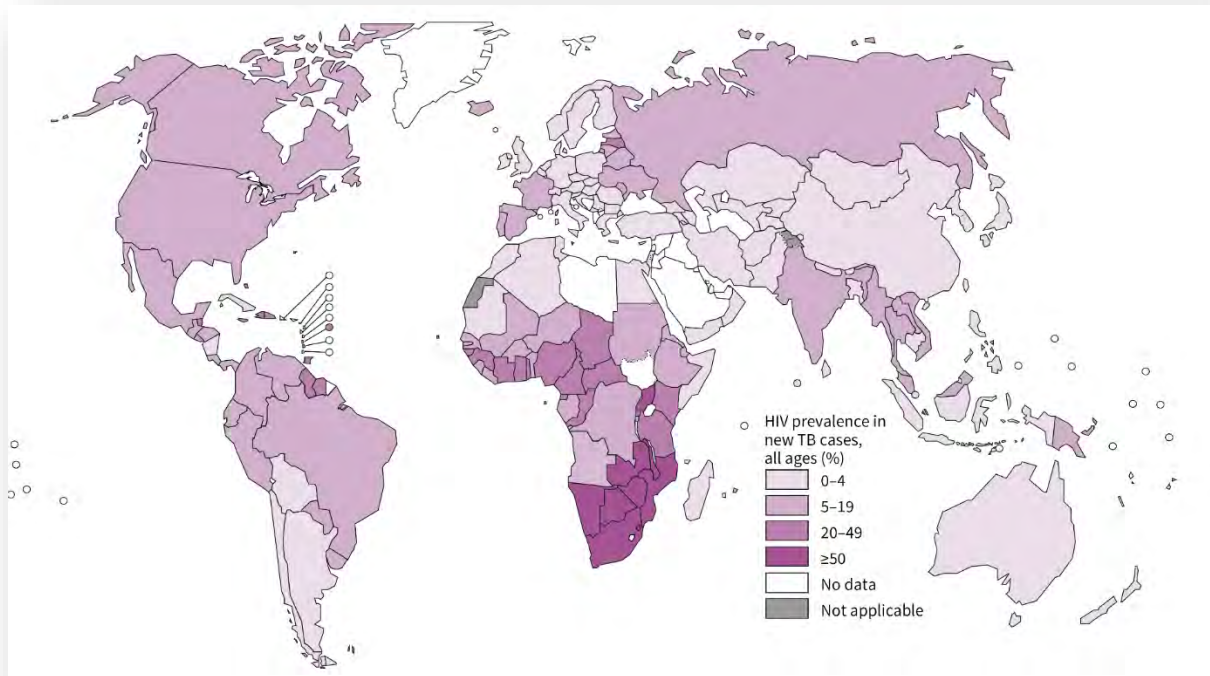 HIV prevalence in
new TB cases,
all ages (%)
0–4
5–19
20–49
≥50
No data
Not applicable